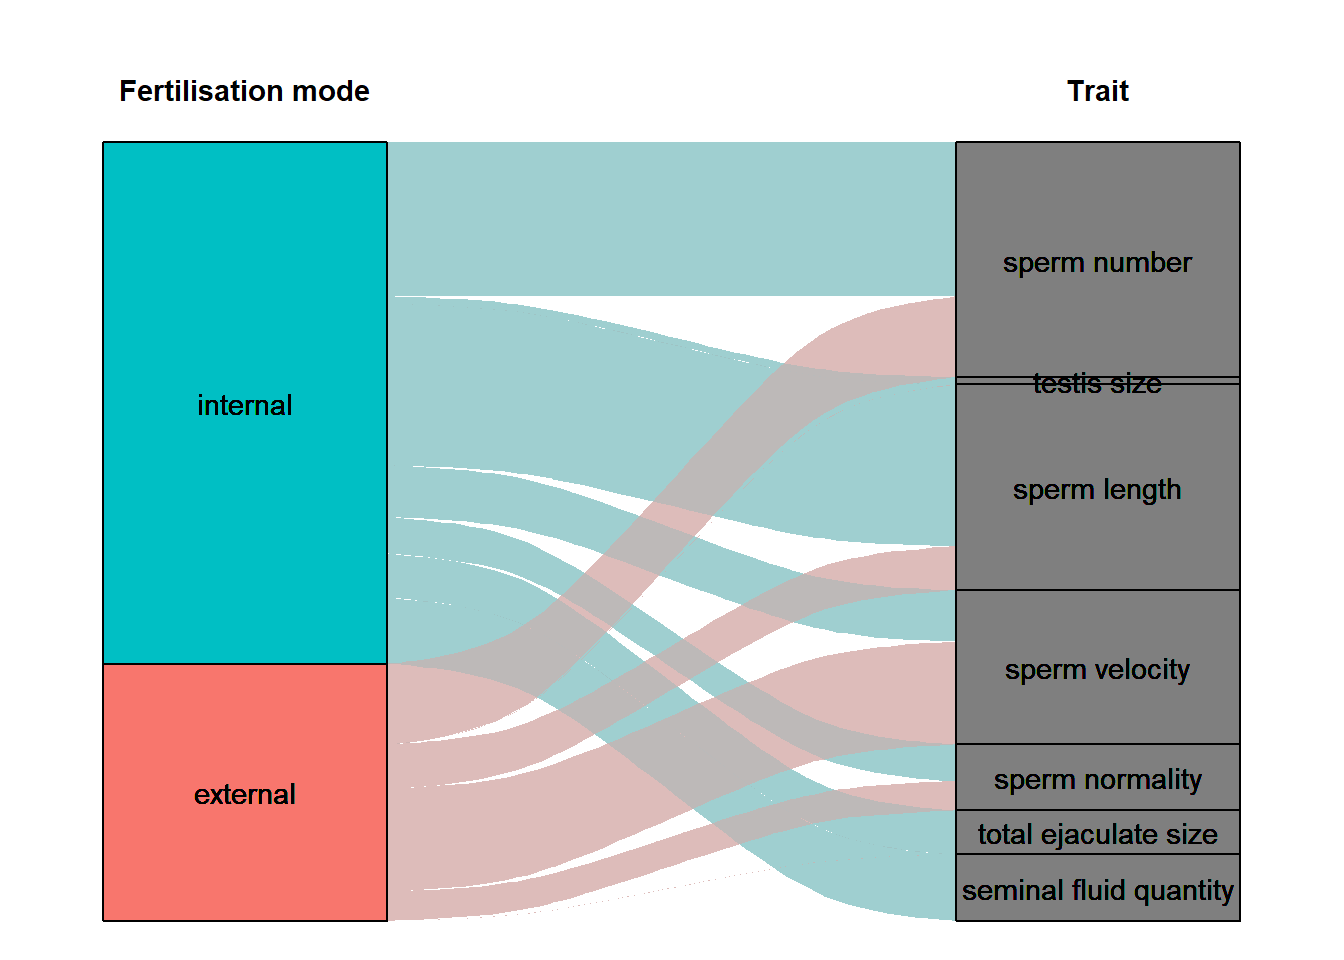 Fertilisation mode
Trait
internal
external
sperm number
testis size
sperm length
sperm velocity
sperm normality
total ejaculate size
seminal fluid quantity